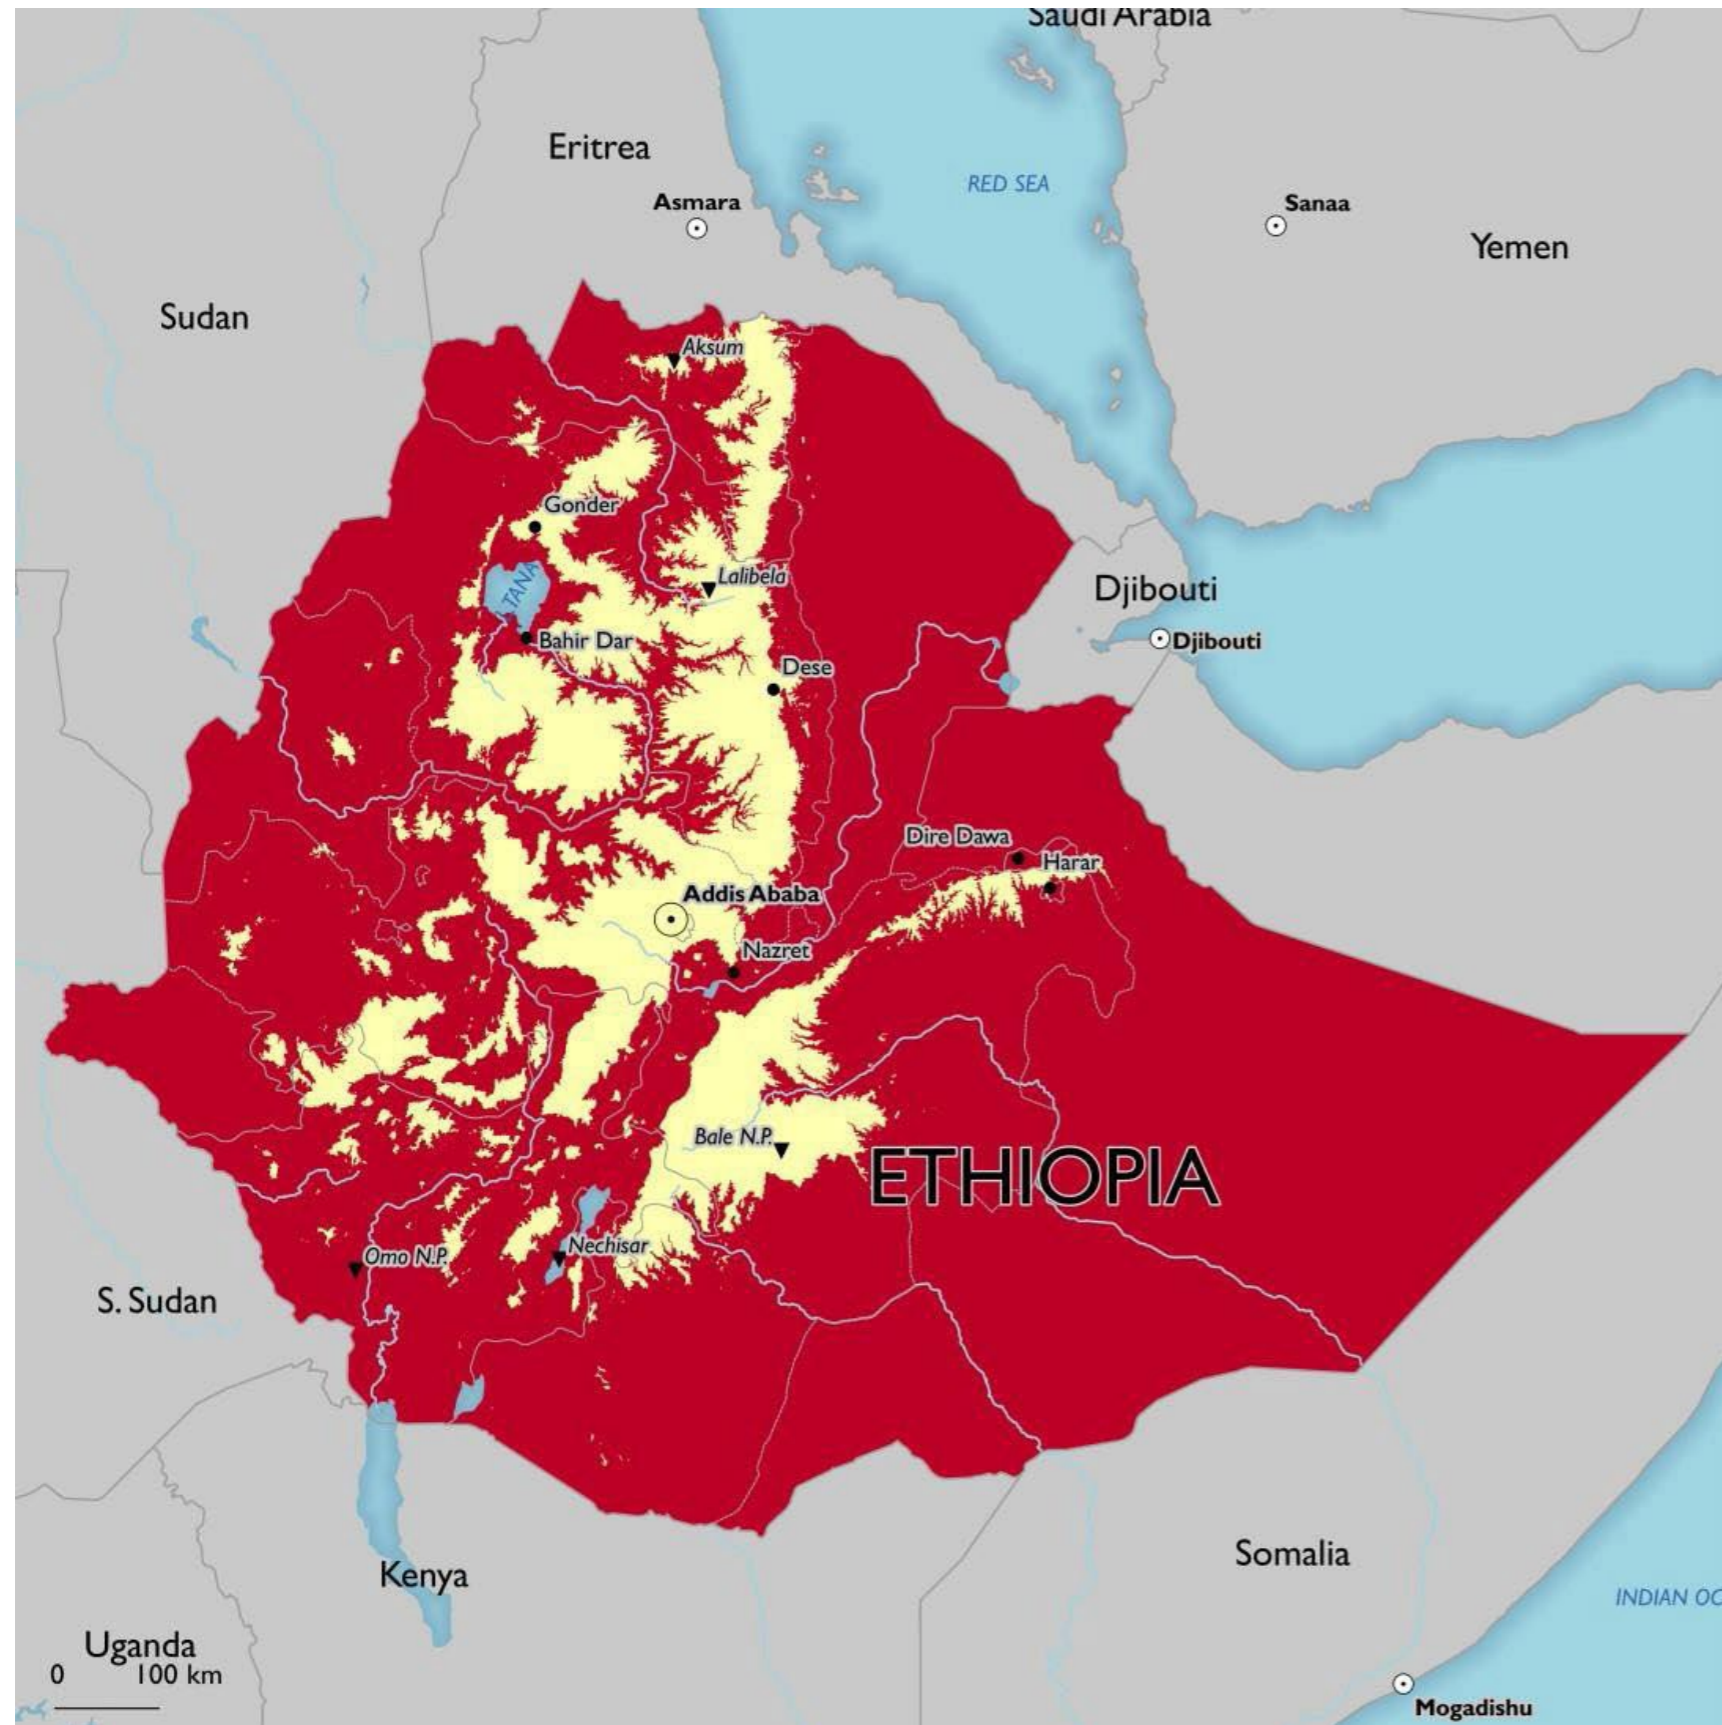 Saudi Arabia
Eritrea
RED SEA
Asmara
Sanaa
Yemen
Sudan
Aksum
Gonder
TANA
Lalibela
Djibouti
Bahir Dar
Djibouti
Dese
Dire Dawa
Harar
Addis Ababa
Nazret
Bale N.P.
ETHIOPIA
Nechisar
Omo N.P.
S. Sudan
Somalia
Kenya
INDIAN OC
Uganda
0 100 km
Mogadishu